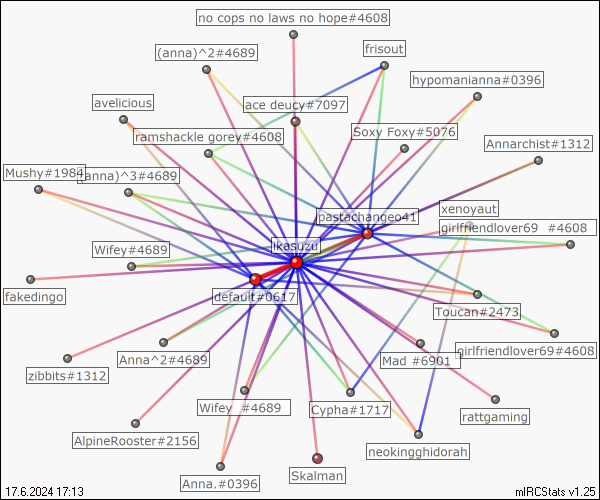 no cops no laws no hope#4608
(anna)^2#4689
frisout
hypomanianna#0396
avelicious
ace deucy#7097
ramshackle gorey#4608
Soxy Foxy#5076
Annarchist#1312
Mushy#1984
(anna)^3#4689
pastachangeo41
xenoyaut
girlfriendlover69 #4608
Wifey#4689
ikasuzu
fakedingo
default#0617
Toucan#2473
Anna^2#4689
Mad #6901
girlfriendlover69#4608
zibbits#1312
Wifey #4689
Cypha#1717
rattgaming
AlpineRooster#2156
neokingghidorah
Anna.#0396
Skalman
17.6.2024 17:13
mIRCStats v1.25